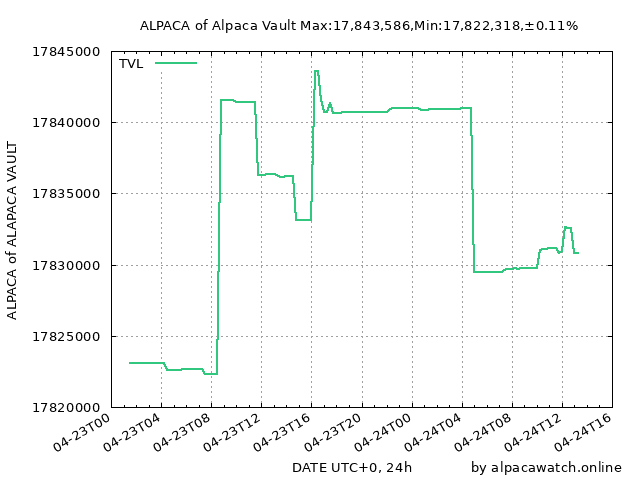 ALPACA of Alpaca Vault Max:17,843,586,Min:17,822,318,±0.11%
TVL
17845000
17840000
17835000
17830000
17825000
17820000
ALPACA of ALAPACA VAULT
04-23T00
04-23T04
04-23T08
04-23T12
04-23T16
04-23T20
04-24T00
04-24T04
04-24T08
04-24T12
04-24T16
DATE UTC+0, 24h
by alpacawatch.online